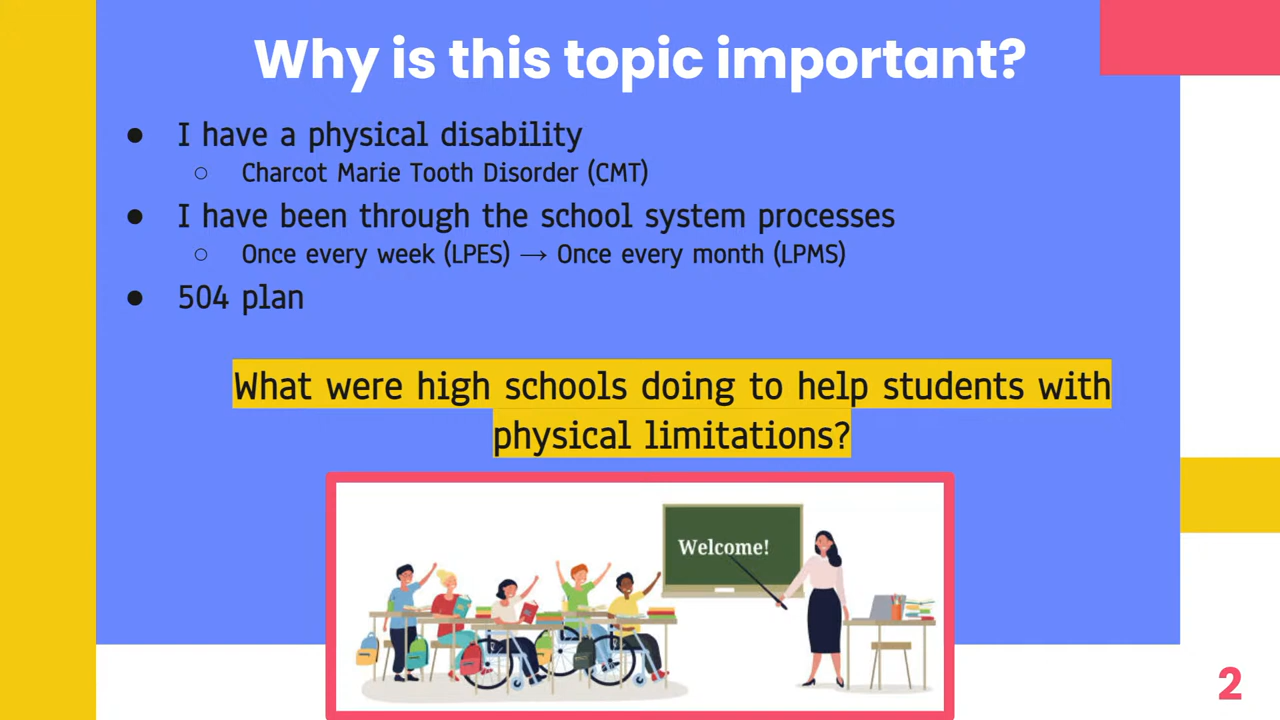 Why is this topic important?
● I have a physical disability
○ Charcot Marie Tooth Disorder (CMT)
● I have been through the school system processes
○ Once every week (LPES) → Once every month (LPMS)
● 504 plan
What were high schools doing to help students with
physical limitations?
Welcome!
2